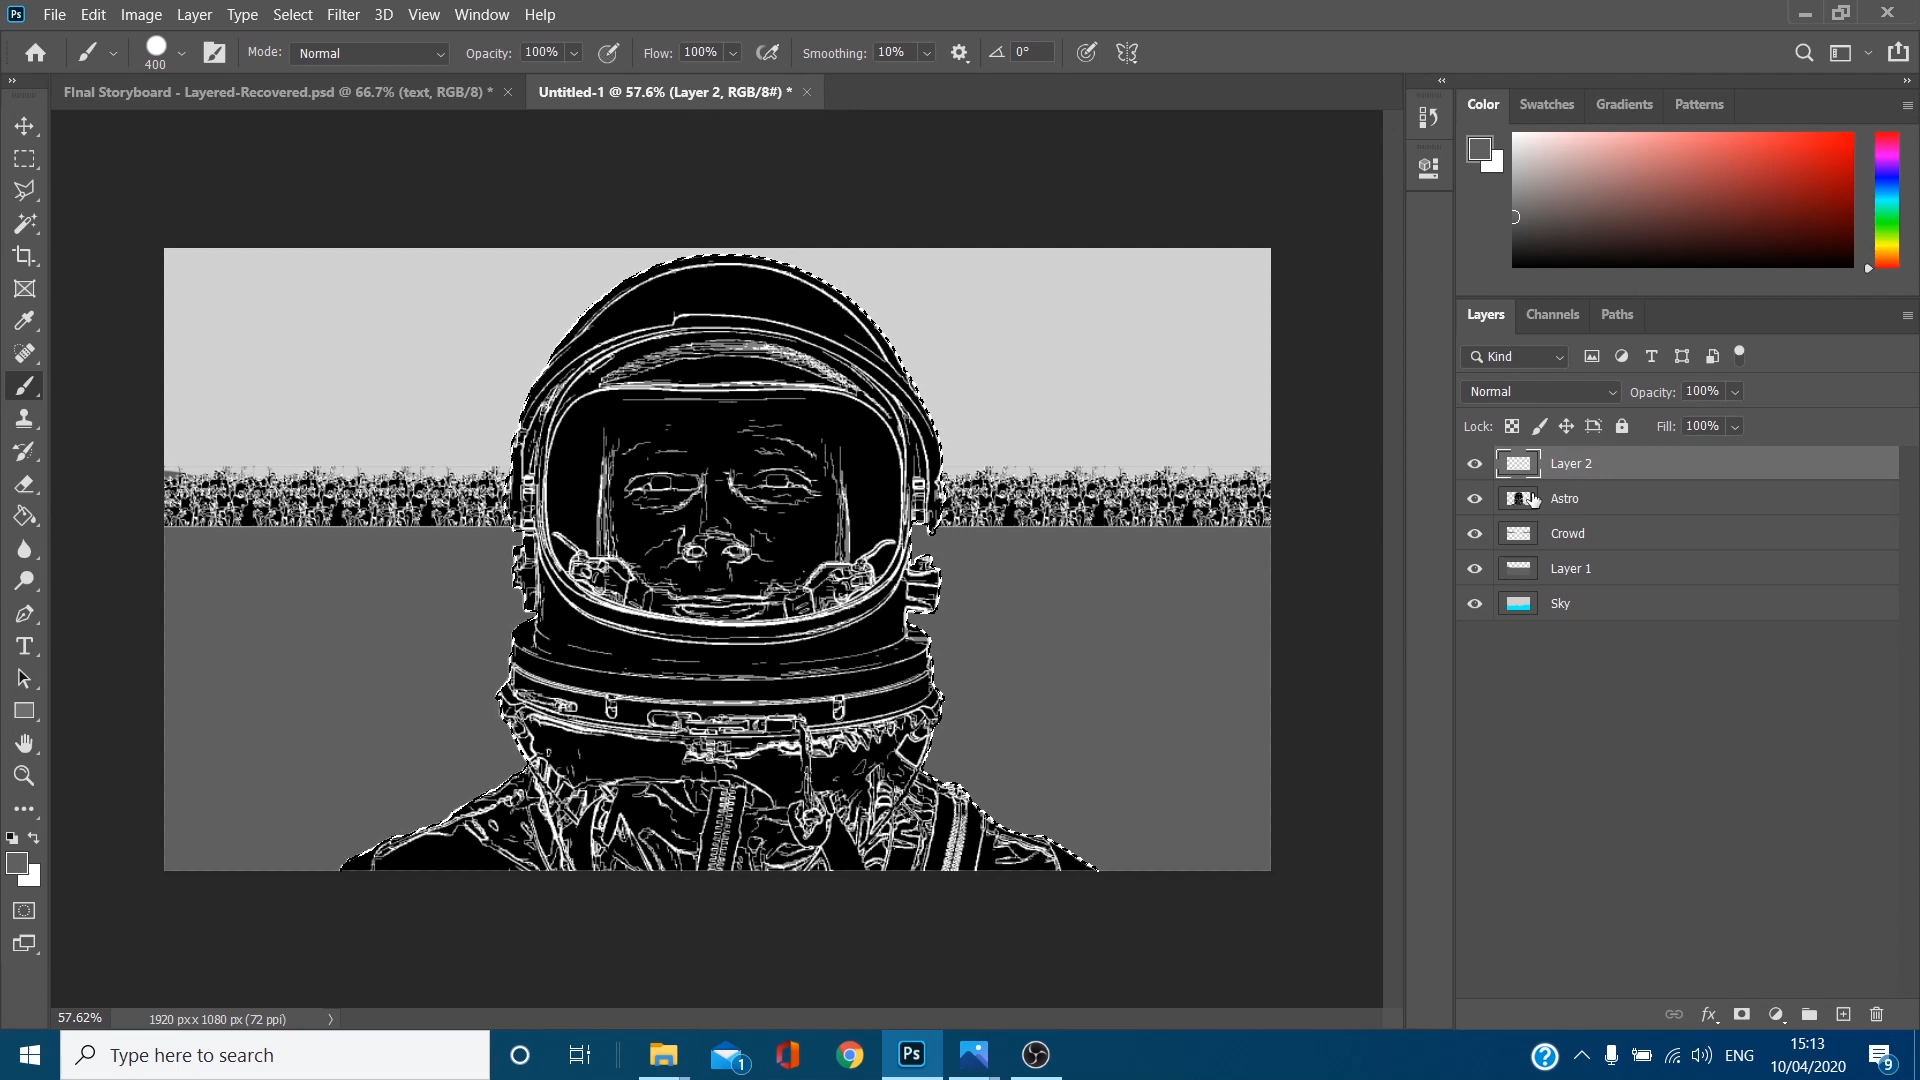 Ps File Edit Image Layer Type Select Filter 3D View Window Help
400 Mode: Normal Opacity: 100% Flow: 100% Smoothing: 10% 0°
FInal Storyboard - Layered-Recovered.psd @ 66.7% (text, RGB/8) * Untitled-1 @ 57.6% (Layer 2, RGB/8#) *
Color Swatches Gradients Patterns
Layers Channels Paths
Kind
Normal Opacity: 100%
Lock: Fill: 100%
Layer 2
Astro
Crowd
Layer 1
Sky
57.62% 1920 px x 1080 px (72 ppi)
fx
Type here to search
1
Ps
ENG
15:13
10/04/2020
9